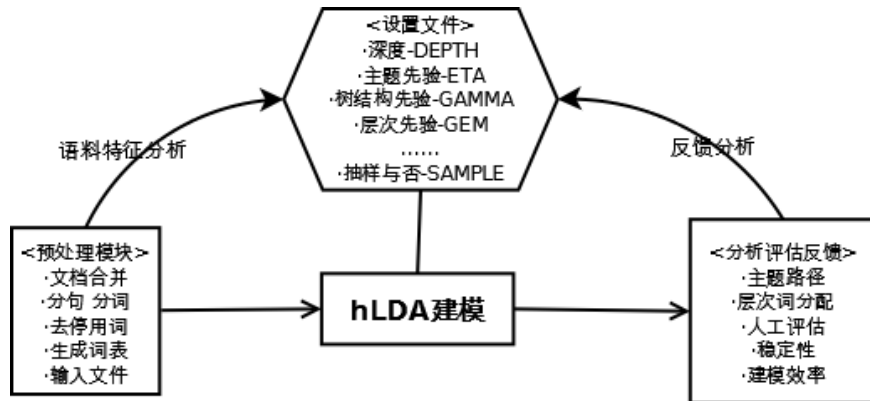 <设置文件>
·深度-DEPTH
·主题先验-ETA
·树结构先验-GAMMA
·层次先验-GEM
……
·抽样与否-SAMPLE
语料特征分析
反馈分析
<预处理模块>
·文档合并
·分句 分词
·去停用词
·生成词表
·输入文件
hLDA建模
<分析评估反馈>
·主题路径
·层次词分配
·人工评估
·稳定性
·建模效率